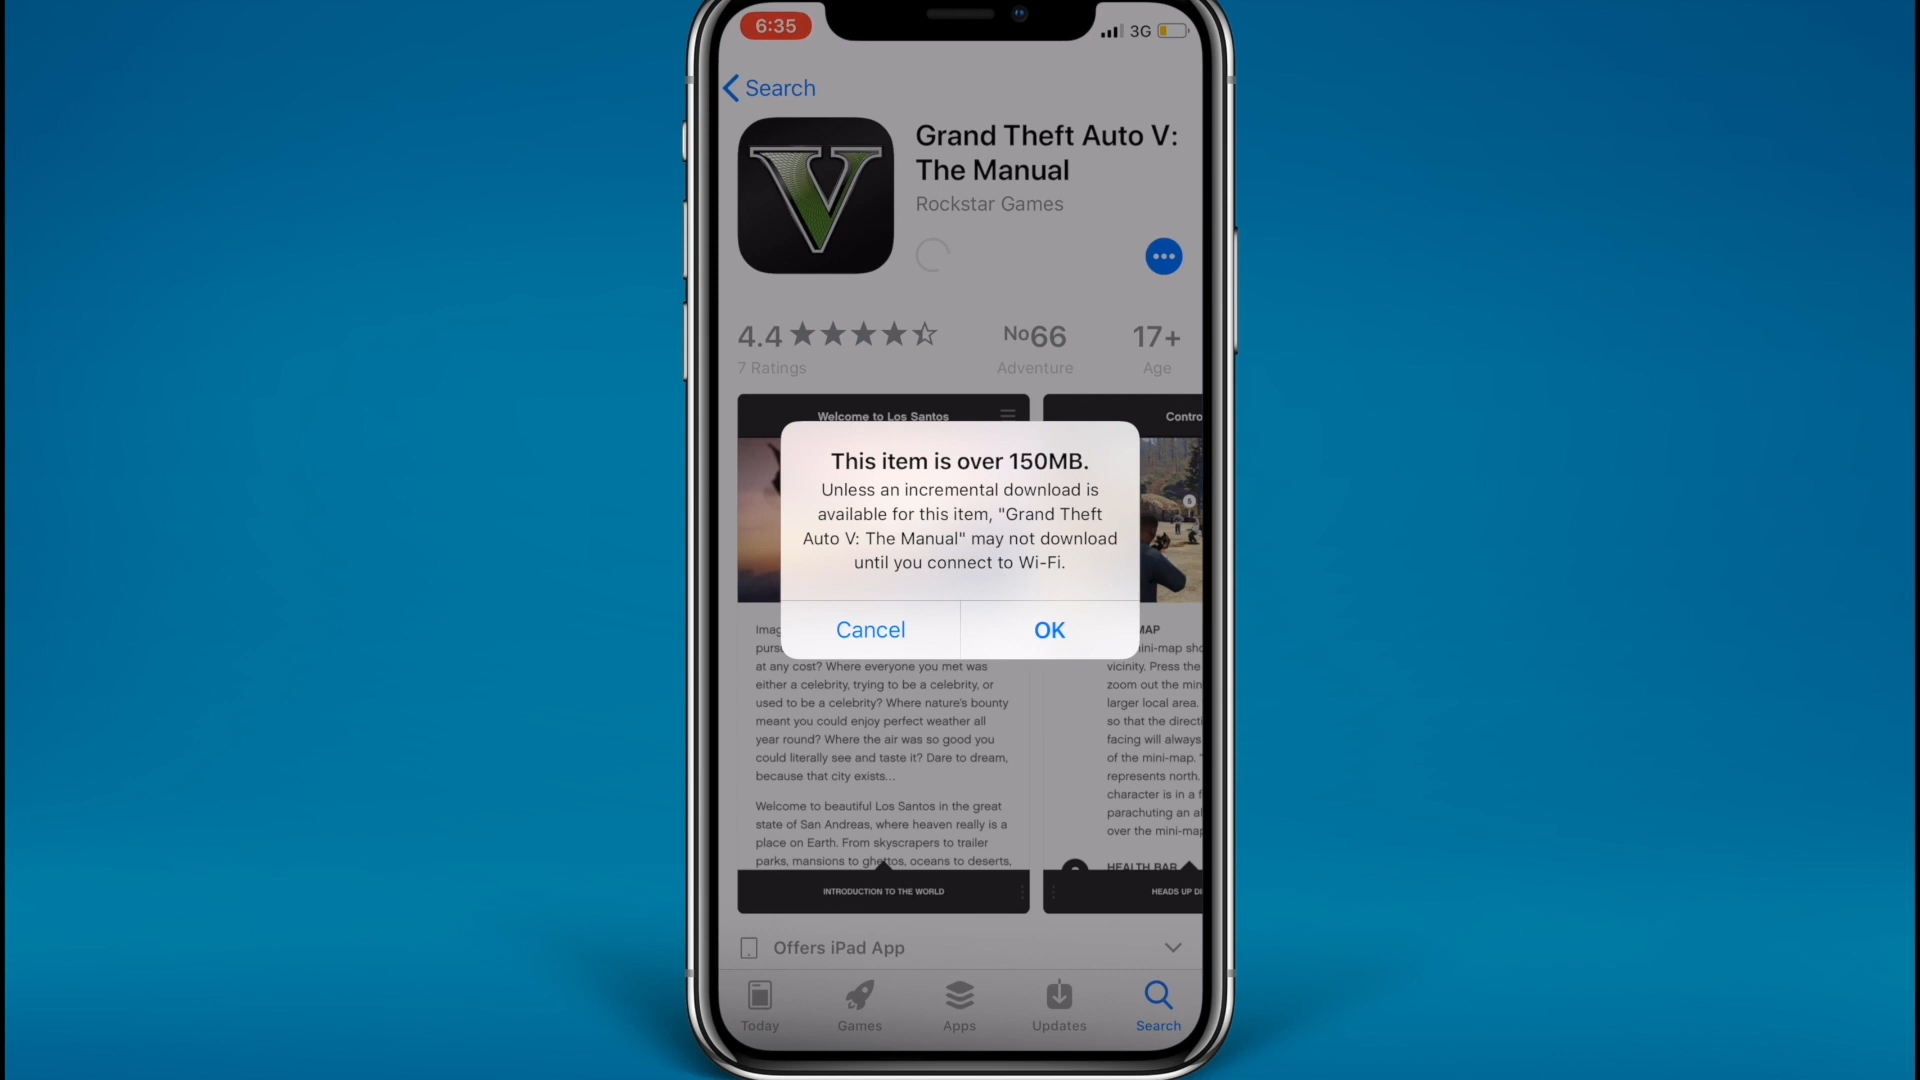 6:35
3G
Search
Grand Theft Auto V:
The Manual
Rockstar Games
4.4
No66
17+
7 Ratings
Adventure
Age
Welcome to Los Santos
Contro
This item is over 150MB.
Unless an incremental download is
available for this item, "Grand Theft
Auto V: The Manual" may not download
until you connect to Wi-Fi.
Cancel
OK
Imag
purs
at any cost? Where everyone you met was
either a celebrity, trying to be a celebrity, or
used to be a celebrity? Where nature's bounty
meant you could enjoy perfect weather all
year round? Where the air was so good you
could literally see and taste it? Dare to dream,
because that city exists...
Welcome to beautiful Los Santos in the great
state of San Andreas, where heaven really is a
place on Earth. From skyscrapers to trailer
parks, mansions to ghettos, oceans to deserts,
INTRODUCTION TO THE WORLD
MAP
ini-map sho
vicinity. Press the
zoom out the min
larger local area.
so that the directi
facing will always
of the mini-map. "
represents north.
character is in a f
parachuting an al
over the mini-map
HEALTH BAR
HEADS UP DI
Offers iPad App
Today
Games
Apps
Updates
Search